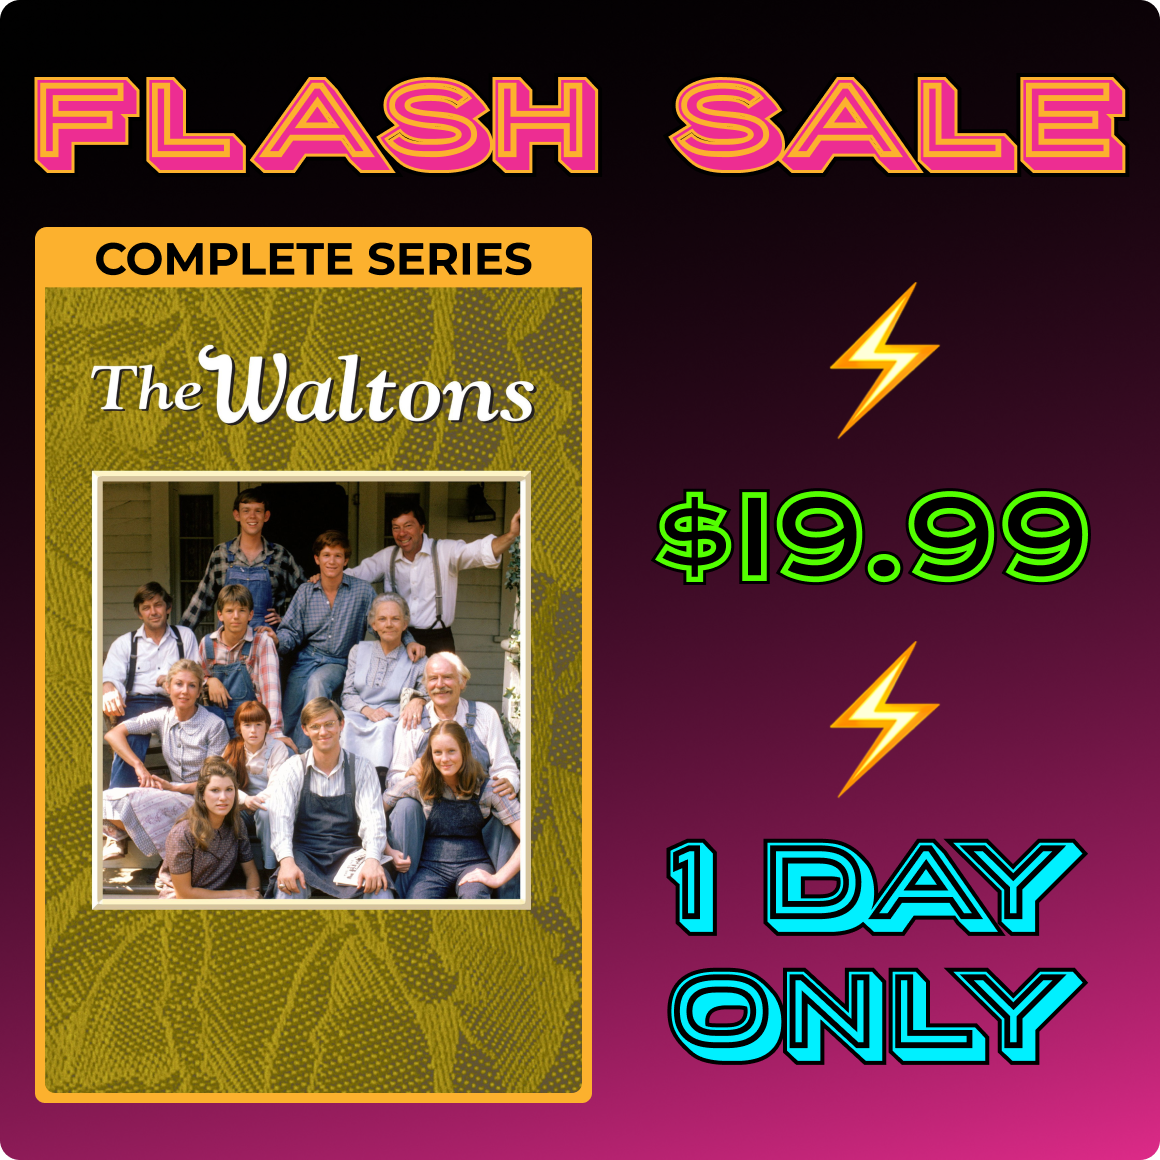 FLASH SALE
COMPLETE SERIES
The Waltons
$19.99
1 DAY
ONLY